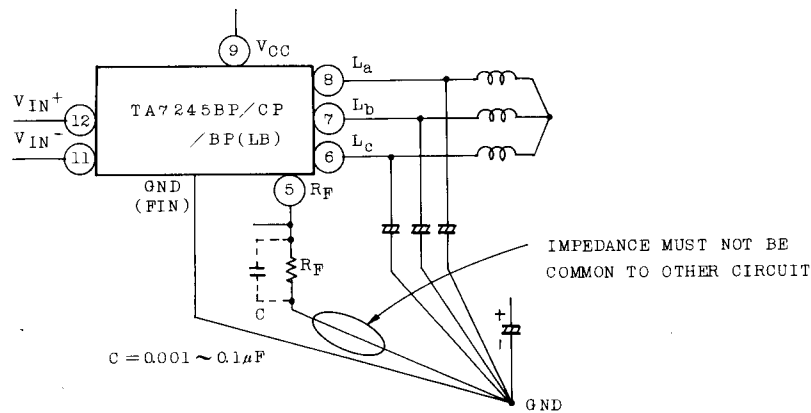 9 VCC
8 La
TA7245BP/CP
/BP(LB)
VIN+
12
7 Lb
VIN-
11
6 Lc
GND
(FIN)
5 RF
RF
C
IMPEDANCE MUST NOT BE
COMMON TO OTHER CIRCUIT
+
-
C=0.001~0.1μF
GND